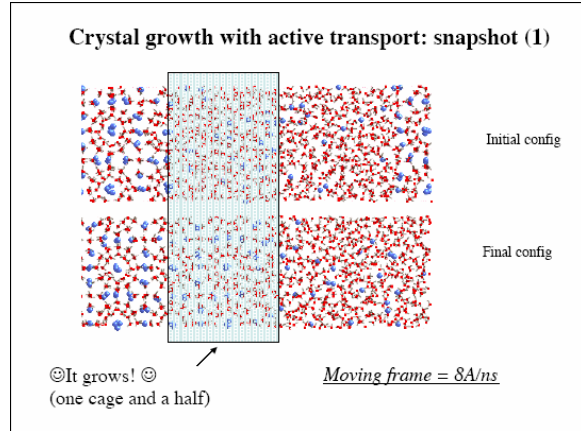 Crystal growth with active transport: snapshot (1)
Initial config
Final config
☺It grows! ☺
(one cage and a half)
Moving frame = 8A/ns